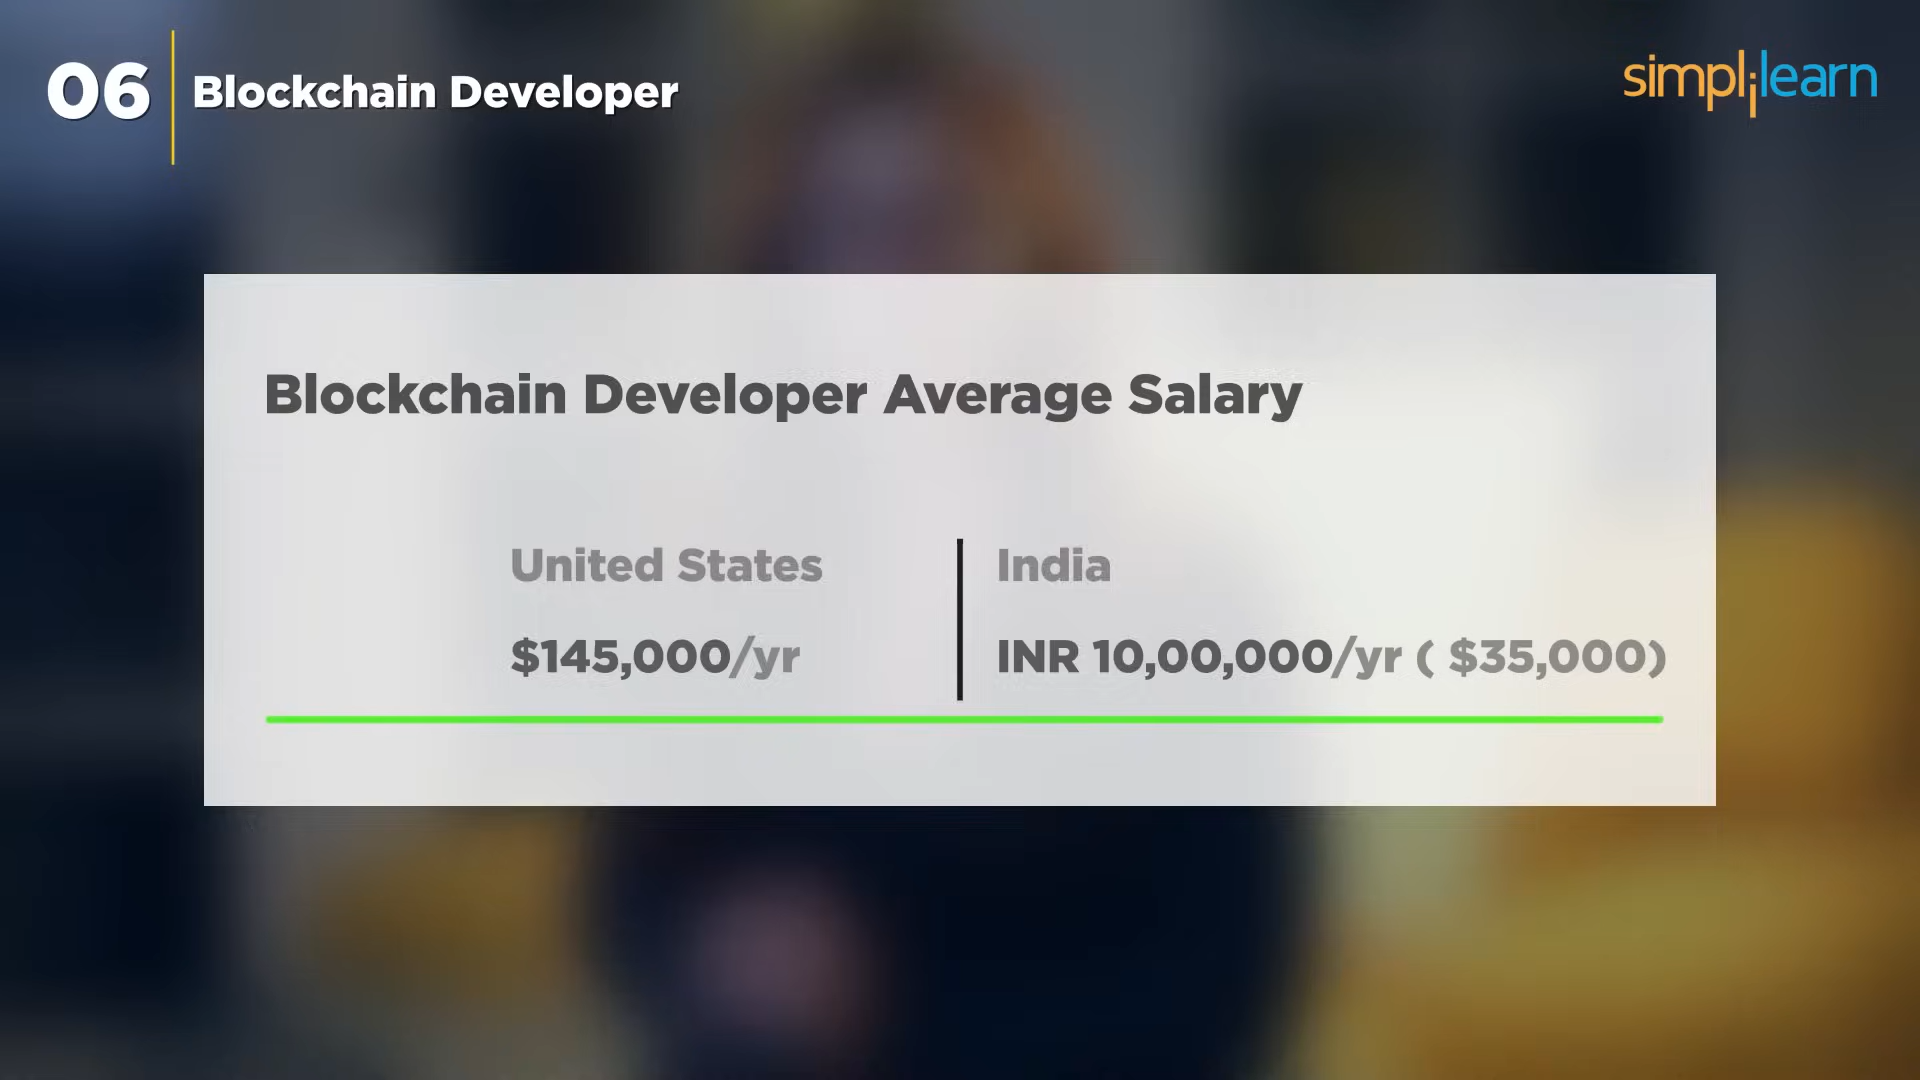 06
Blockchain Developer
simplilearn
Blockchain Developer Average Salary
United States
India
$145,000/yr
INR 10,00,000/yr ( $35,000)